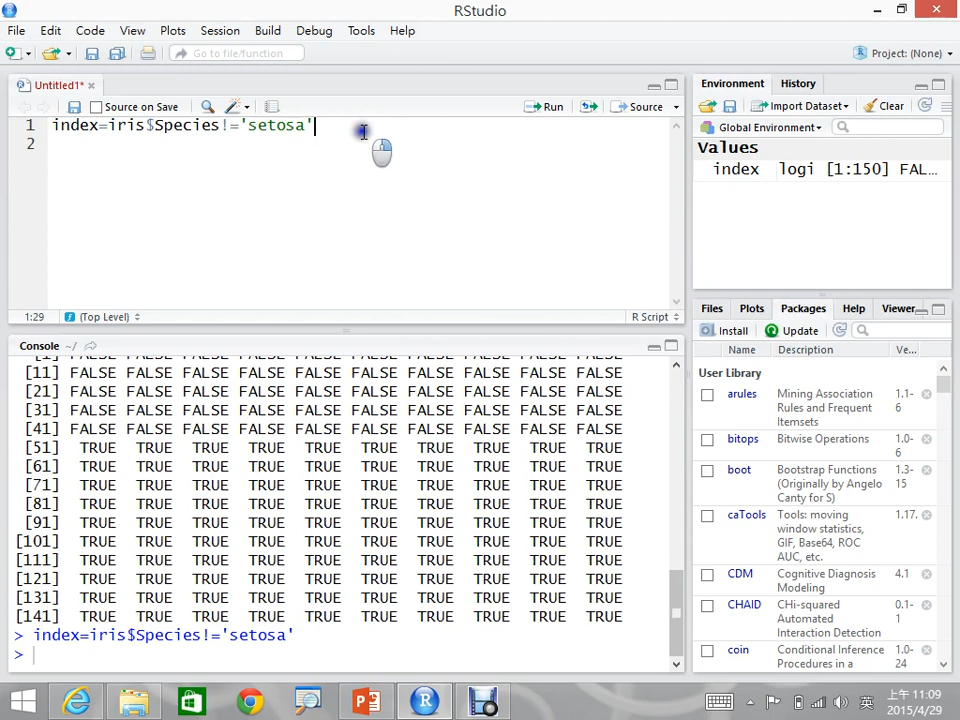 RStudio
File Edit Code View Plots Session Build Debug Tools Help
Go to file/function
Project: (None)
Untitled1*
Source on Save
Run
Source
1 index=iris$Species!='setosa'
2
1:29
(Top Level)
R Script
Environment History
Import Dataset
Clear
Global Environment
Values
index logi [1:150] FAL…
Files Plots Packages Help Viewer
Install Update
Name Description Ve...
User Library
arules Mining Association Rules and Frequent Itemsets 1.1-6
bitops Bitwise Operations 1.0-6
boot Bootstrap Functions (Originally by Angelo Canty for S) 1.3-15
caTools Tools: moving window statistics, GIF, Base64, ROC AUC, etc. 1.17.
CDM Cognitive Diagnosis Modeling 4.1
CHAID CHi-squared Automated Interaction Detection 0.1-1
coin Conditional Inference Procedures in a 1.0-24
Console ~/
[1] FALSE FALSE FALSE FALSE FALSE FALSE FALSE FALSE FALSE FALSE
[11] FALSE FALSE FALSE FALSE FALSE FALSE FALSE FALSE FALSE FALSE
[21] FALSE FALSE FALSE FALSE FALSE FALSE FALSE FALSE FALSE FALSE
[31] FALSE FALSE FALSE FALSE FALSE FALSE FALSE FALSE FALSE FALSE
[41] FALSE FALSE FALSE FALSE FALSE FALSE FALSE FALSE FALSE FALSE
[51] TRUE TRUE TRUE TRUE TRUE TRUE TRUE TRUE TRUE TRUE
[61] TRUE TRUE TRUE TRUE TRUE TRUE TRUE TRUE TRUE TRUE
[71] TRUE TRUE TRUE TRUE TRUE TRUE TRUE TRUE TRUE TRUE
[81] TRUE TRUE TRUE TRUE TRUE TRUE TRUE TRUE TRUE TRUE
[91] TRUE TRUE TRUE TRUE TRUE TRUE TRUE TRUE TRUE TRUE
[101] TRUE TRUE TRUE TRUE TRUE TRUE TRUE TRUE TRUE TRUE
[111] TRUE TRUE TRUE TRUE TRUE TRUE TRUE TRUE TRUE TRUE
[121] TRUE TRUE TRUE TRUE TRUE TRUE TRUE TRUE TRUE TRUE
[131] TRUE TRUE TRUE TRUE TRUE TRUE TRUE TRUE TRUE TRUE
[141] TRUE TRUE TRUE TRUE TRUE TRUE TRUE TRUE TRUE TRUE
> index=iris$Species!='setosa'
>
英
上午 11:09
2015/4/29